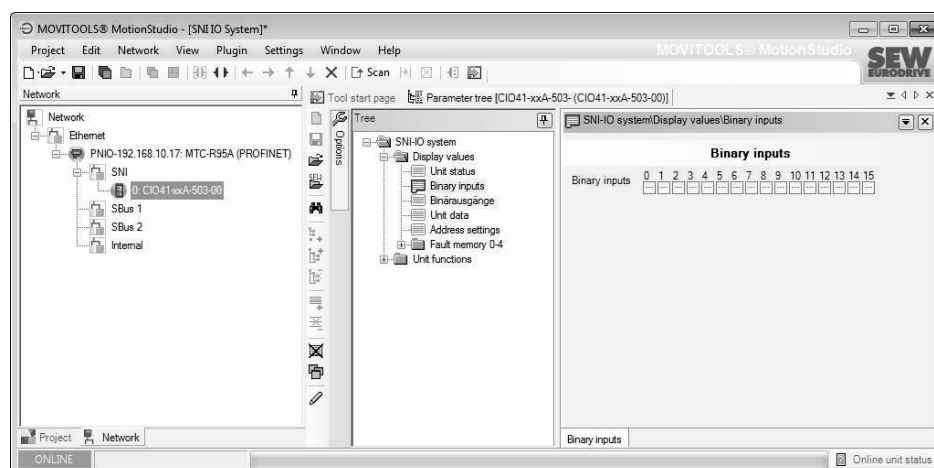 MOVITOOLS® MotionStudio - [SNI IO System]*
Project Edit Network View Plugin Settings Window Help
MOVITOOLS® MotionStudio
SEW
EURODRIVE
Scan
Network
Tool start page Parameter tree [CIO41-xxA-503- (CIO41-xxA-503-00)]
Network
Ethernet
PNIO-192.168.10.17: MTC-R95A (PROFINET)
SNI
0: CIO41-xxA-503-00
SBus 1
SBus 2
Internal
Options
SEW
Tree
SNI-IO system
Display values
Unit status
Binary inputs
Binärausgänge
Unit data
Address settings
Fault memory 0-4
Unit functions
SNI-IO system\Display values\Binary inputs
Binary inputs
Binary inputs 0 1 2 3 4 5 6 7 8 9 10 11 12 13 14 15
Project Network
Binary inputs
ONLINE
Online unit status